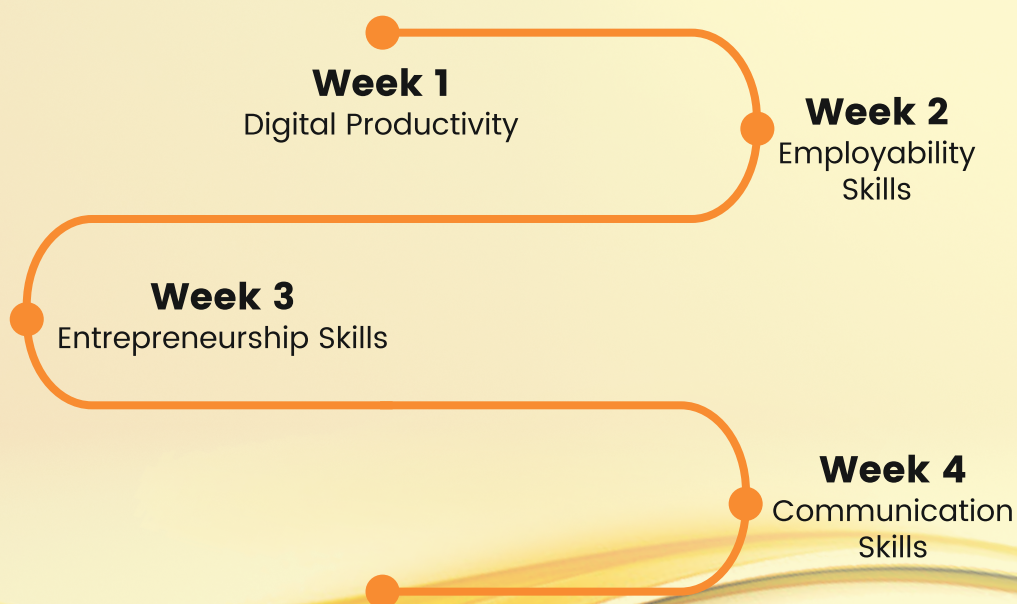 Week 1
Digital Productivity
Week 2
Employability
Skills
Week 3
Entrepreneurship Skills
Week 4
Communication
Skills